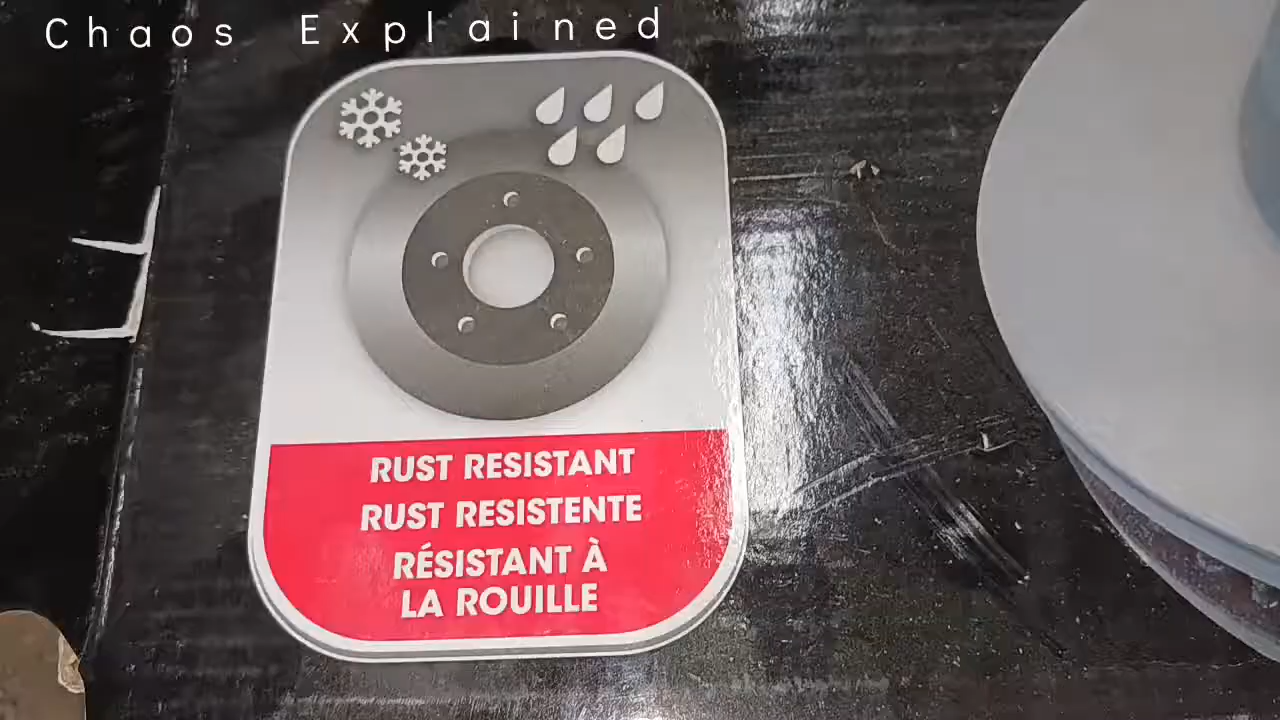 Chaos Explained
RUST RESISTANT
RUST RESISTENTE
RÉSISTANT À
LA ROUILLE